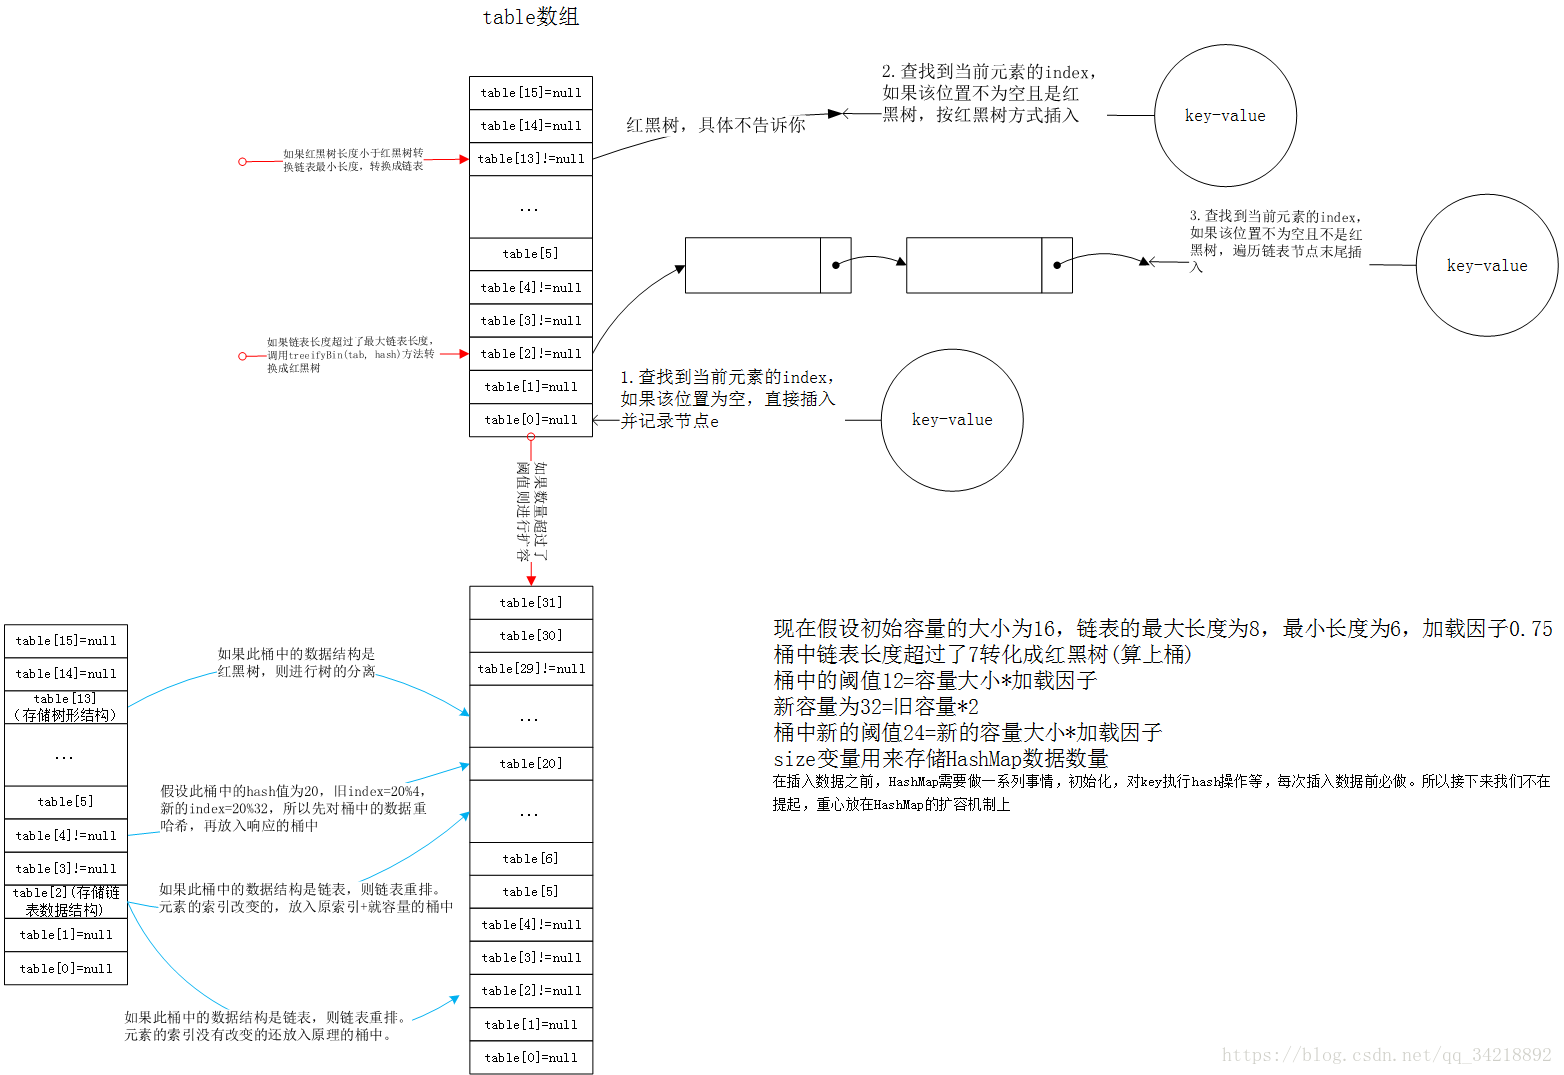 table数组
table[15]=null
table[14]=null
table[13]!=null
...
table[5]
table[4]!=null
table[3]!=null
table[2]!=null
table[1]=null
table[0]=null
如果红黑树长度小于红黑树转
换链表最小长度，转换成链表
红黑树，具体不告诉你
2.查找到当前元素的index，
如果该位置不为空且是红
黑树，按红黑树方式插入
key-value
3.查找到当前元素的index，
如果该位置不为空且不是红
黑树，遍历链表节点末尾插
入
key-value
如果链表长度超过了最大链表长度，
调用treeifyBin(tab, hash)方法转
换成红黑树
1.查找到当前元素的index，
如果该位置为空，直接插入
并记录节点e
key-value
如果数量超过了
阈值则进行扩容
table[15]=null
table[14]=null
table[13]
（存储树形结构）
...
table[5]
table[4]!=null
table[3]!=null
table[2](存储链
表数据结构)
table[1]=null
table[0]=null
如果此桶中的数据结构是
红黑树，则进行树的分离
假设此桶中的hash值为20，旧index=20%4，
新的index=20%32，所以先对桶中的数据重
哈希，再放入响应的桶中
如果此桶中的数据结构是链表，则链表重排。
元素的索引改变的，放入原索引+就容量的桶中
如果此桶中的数据结构是链表，则链表重排。
元素的索引没有改变的还放入原理的桶中。
table[31]
table[30]
table[29]!=null
...
table[20]
...
table[6]
table[5]
table[4]!=null
table[3]!=null
table[2]!=null
table[1]=null
table[0]=null
现在假设初始容量的大小为16，链表的最大长度为8，最小长度为6，加载因子0.75
桶中链表长度超过了7转化成红黑树(算上桶)
桶中的阈值12=容量大小*加载因子
新容量为32=旧容量*2
桶中新的阈值24=新的容量大小*加载因子
size变量用来存储HashMap数据数量
在插入数据之前，HashMap需要做一系列事情，初始化，对key执行hash操作等，每次插入数据前必做。所以接下来我们不在
提起，重心放在HashMap的扩容机制上
https://blog.csdn.net/qq_34218892